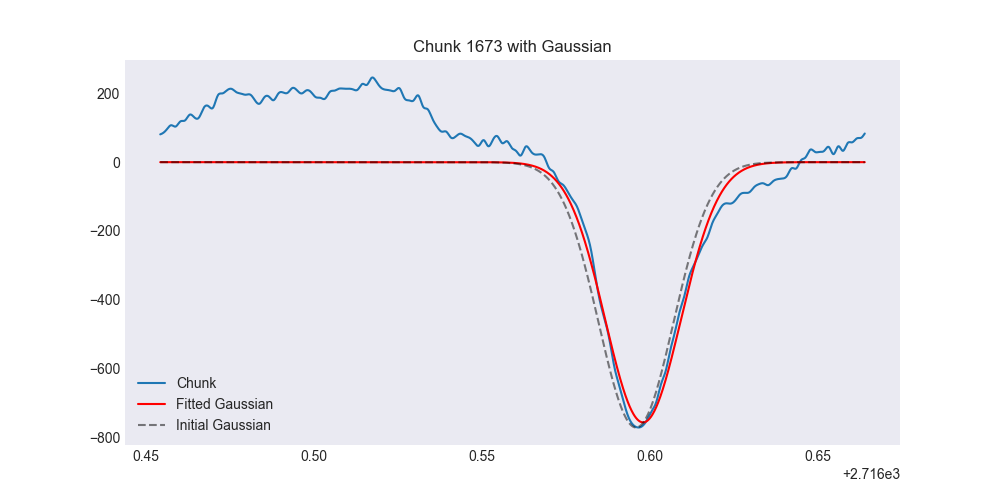 Chunk 1673 with Gaussian
200
0
−200
−400
−600
−800
Chunk
Fitted Gaussian
Initial Gaussian
0.45 0.50 0.55 0.60 0.65
+2.716e3